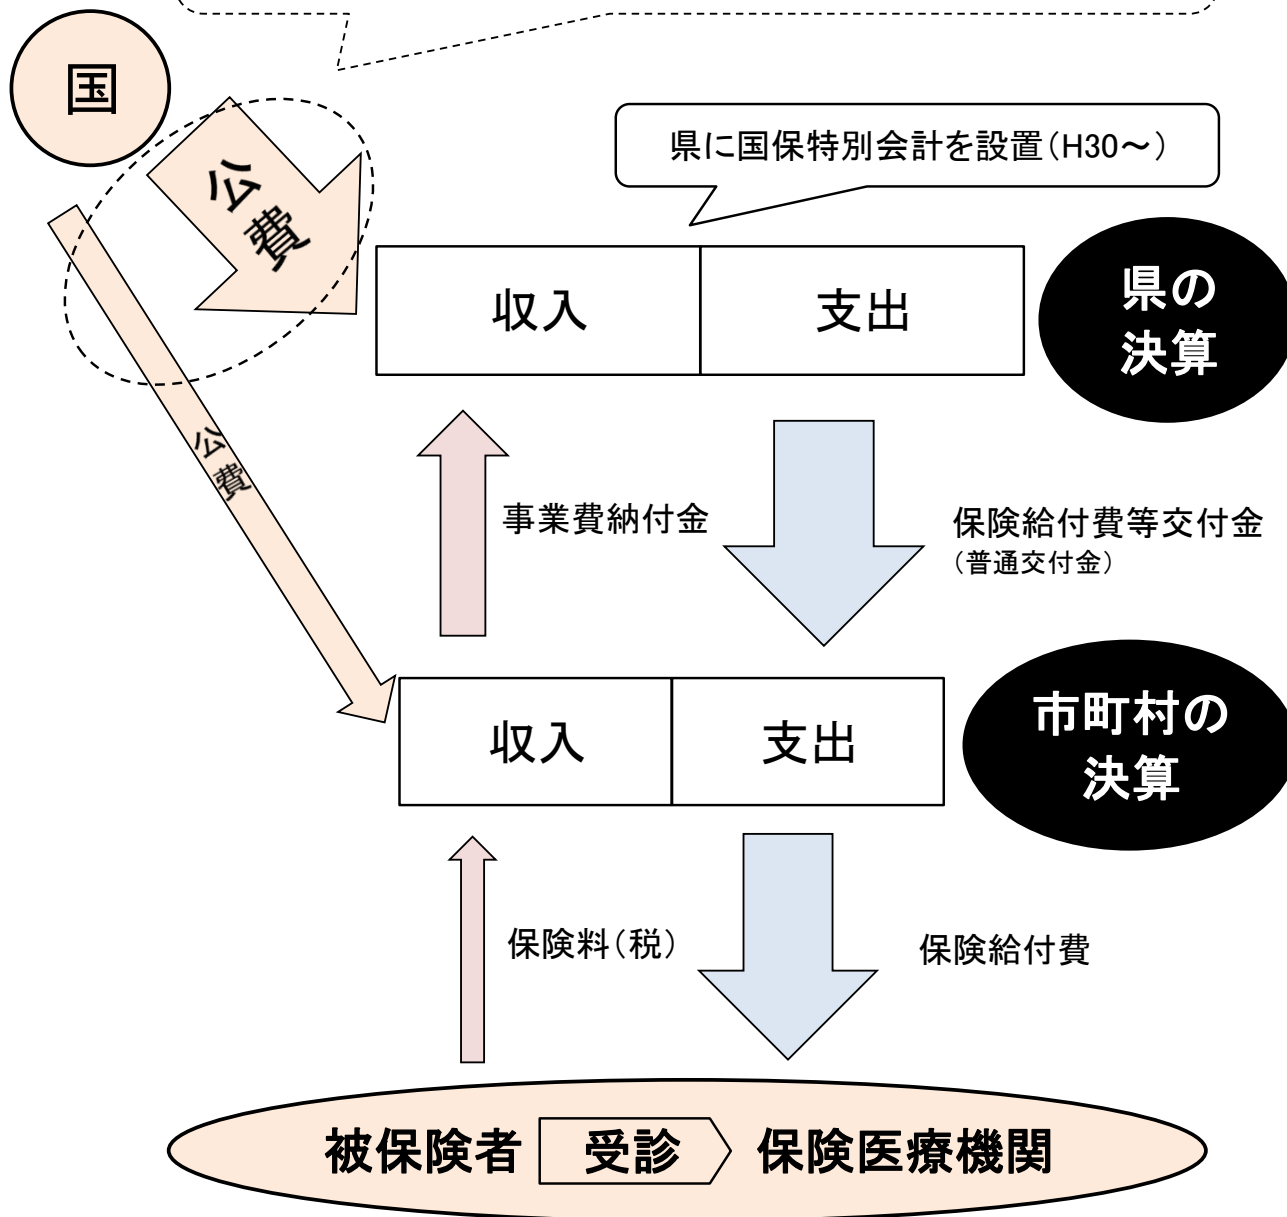 国
公費
県に国保特別会計を設置（H30～）
収入
支出
県の
決算
公費
事業費納付金
保険給付費等交付金
（普通交付金）
収入
支出
市町村の
決算
保険料（税）
保険給付費
被保険者
受診
保険医療機関